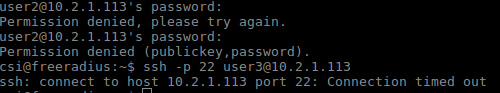 user2@10.2.1.113's password:
Permission denied, please try again.
user2@10.2.1.113's password:
Permission denied (publickey,password).
csi@freeradius:~$ ssh -p 22 user3@10.2.1.113
ssh: connect to host 10.2.1.113 port 22: Connection timed out
csi@freeradius:~$